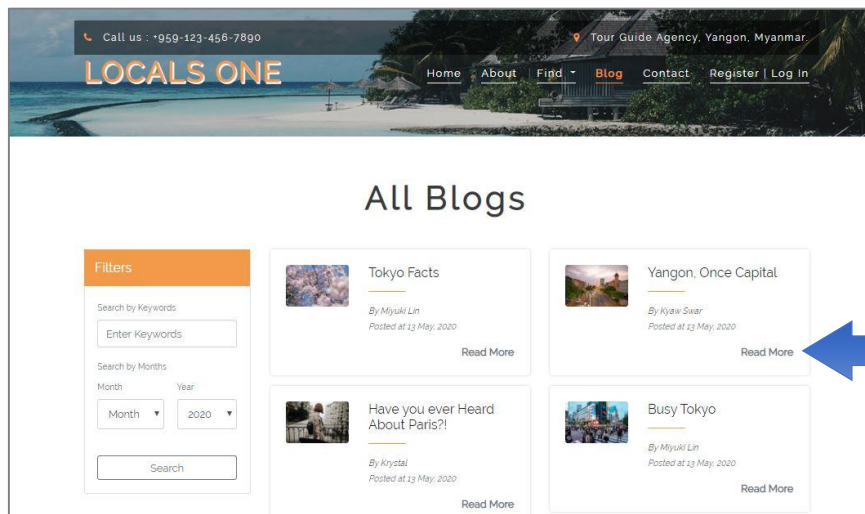 Call us : +959-123-456-7890
Tour Guide Agency, Yangon, Myanmar.
LOCALS ONE
Home About Find Blog Contact Register | Log In
All Blogs
Filters
Search by Keywords
Enter Keywords
Search by Months
Month Year
Month 2020
Search
Tokyo Facts
By Miyuki Lin
Posted at 13 May, 2020
Read More
Yangon, Once Capital
By Kyaw Swar
Posted at 13 May, 2020
Read More
Have you ever Heard
About Paris?!
By Krystal
Posted at 13 May, 2020
Read More
Busy Tokyo
By Miyuki Lin
Posted at 13 May, 2020
Read More